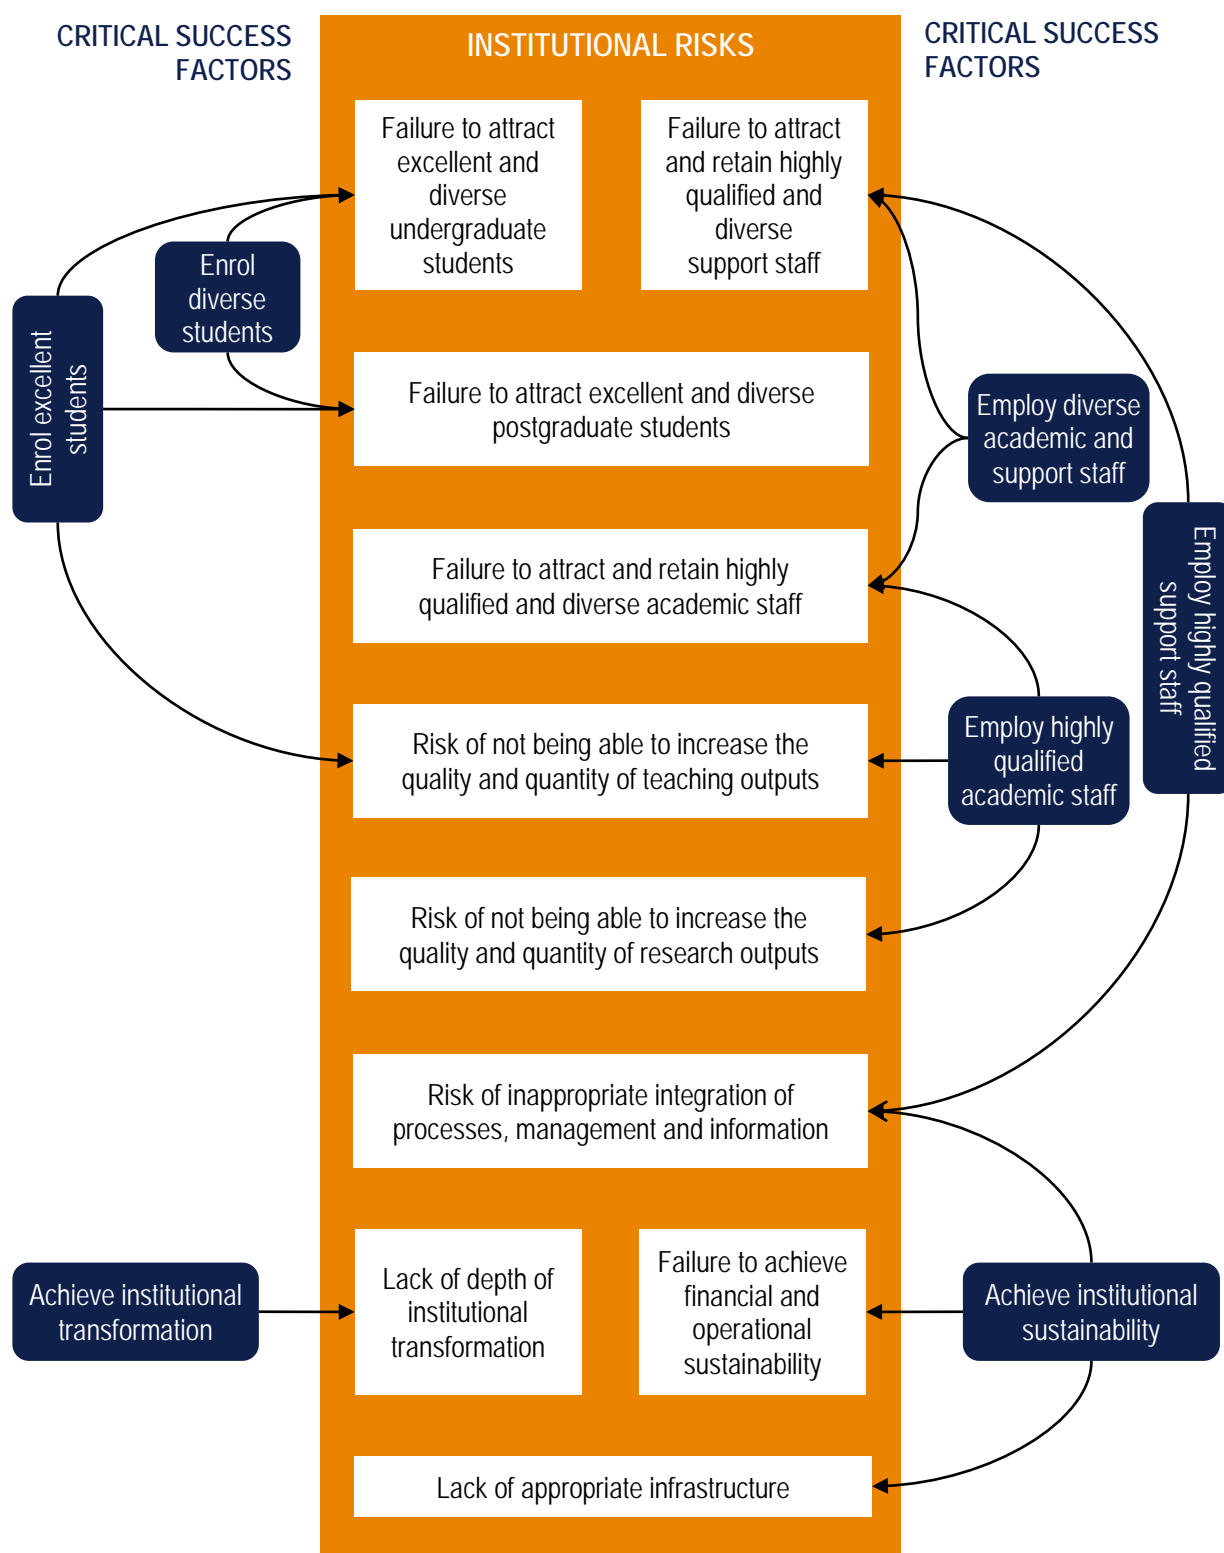 CRITICAL SUCCESS
FACTORS
INSTITUTIONAL RISKS
CRITICAL SUCCESS
FACTORS
Failure to attract
excellent and
diverse
undergraduate
students
Failure to attract
and retain highly
qualified and
diverse
support staff
Enrol
diverse
students
Enrol excellent
students
Failure to attract excellent and diverse
postgraduate students
Employ diverse
academic and
support staff
Failure to attract and retain highly
qualified and diverse academic staff
Employ highly qualified
support staff
Risk of not being able to increase the
quality and quantity of teaching outputs
Employ highly
qualified
academic staff
Risk of not being able to increase the
quality and quantity of research outputs
Risk of inappropriate integration of
processes, management and information
Achieve institutional
transformation
Lack of depth of
institutional
transformation
Failure to achieve
financial and
operational
sustainability
Achieve institutional
sustainability
Lack of appropriate infrastructure